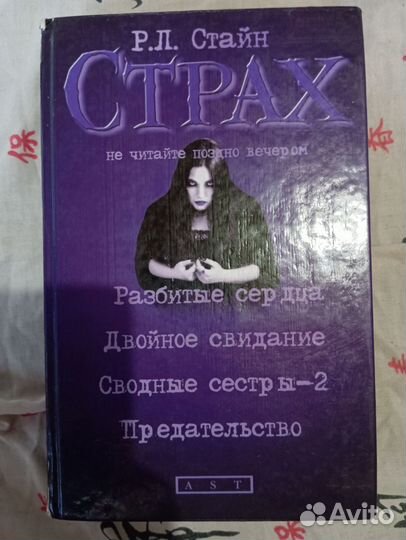 Р.Л. Стайн
СТРАХ
не читайте поздно вечером
Разбитые сердца
Двойное свидание
Сводные сестры—2
Предательство
AST
Avito